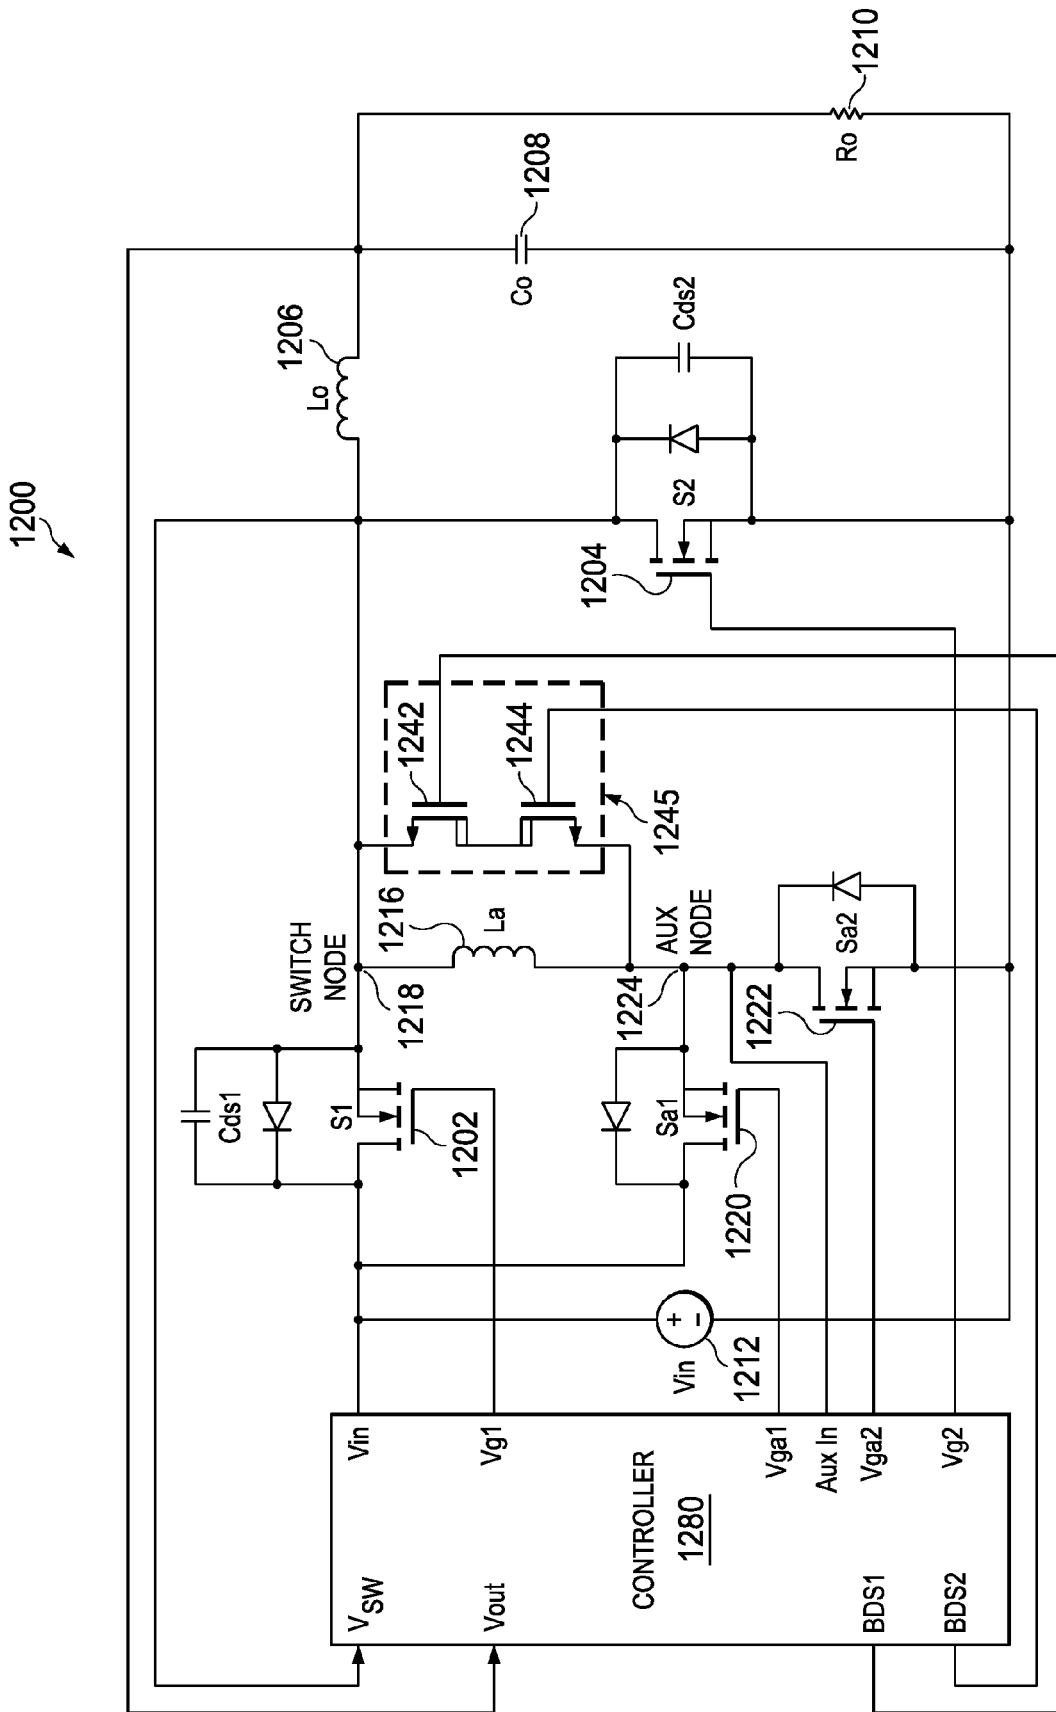 1200
Cds1
S1
1202
SWITCH
NODE
1218
1216
La
1242
1244
1245
Lo
1206
Co
1208
Ro
1210
Cds2
S2
1204
AUX
NODE
1224
Sa1
1220
Sa2
1222
Vin
1212
VSW
Vout
Vin
Vg1
CONTROLLER
1280
Vga1
Aux In
Vga2
Vg2
BDS1
BDS2
+
-